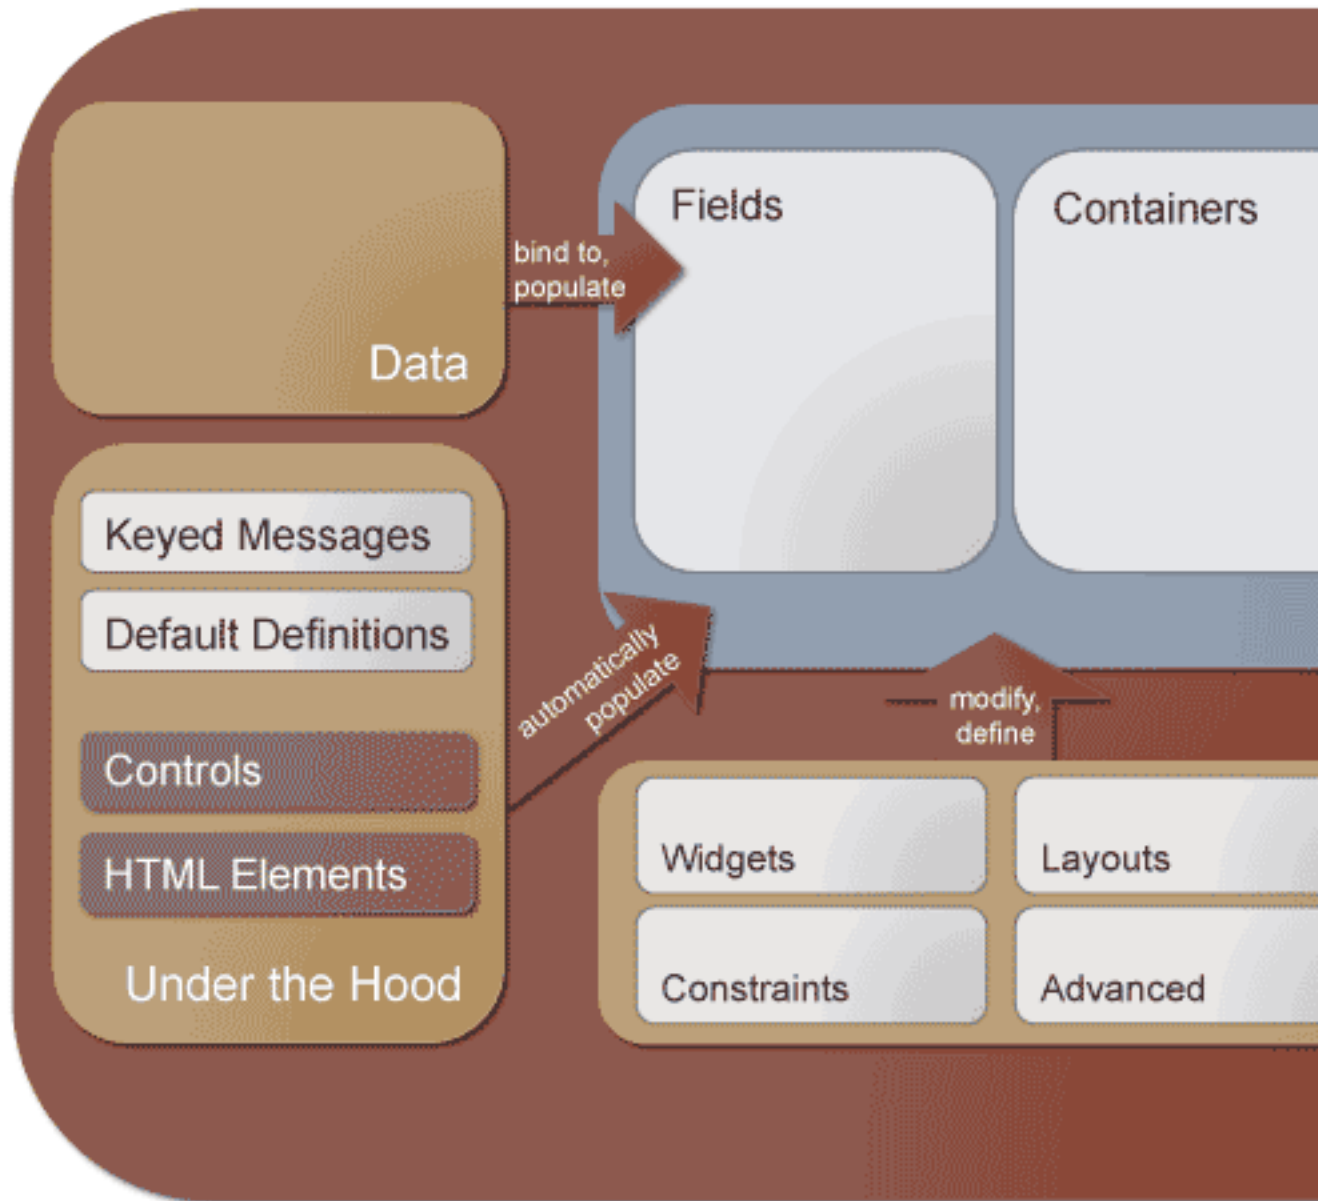 Data
bind to,
populate
Fields
Containers
Keyed Messages
Default Definitions
Controls
HTML Elements
Under the Hood
automatically
populate
modify,
define
Widgets
Layouts
Constraints
Advanced